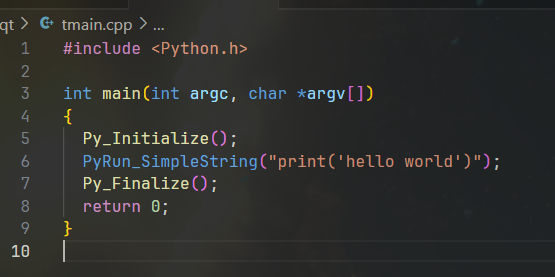 qt > tmain.cpp > ...
1 #include <Python.h>
2
3 int main(int argc, char *argv[])
4 {
5   Py_Initialize();
6   PyRun_SimpleString("print('hello world')");
7   Py_Finalize();
8   return 0;
9 }
10